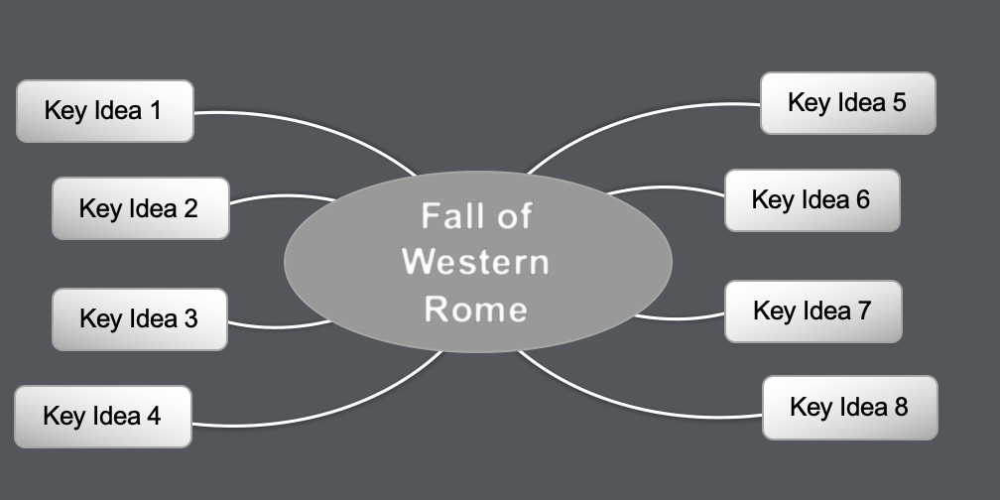 Key Idea 1
Key Idea 2
Key Idea 3
Key Idea 4
Fall of
Western
Rome
Key Idea 5
Key Idea 6
Key Idea 7
Key Idea 8